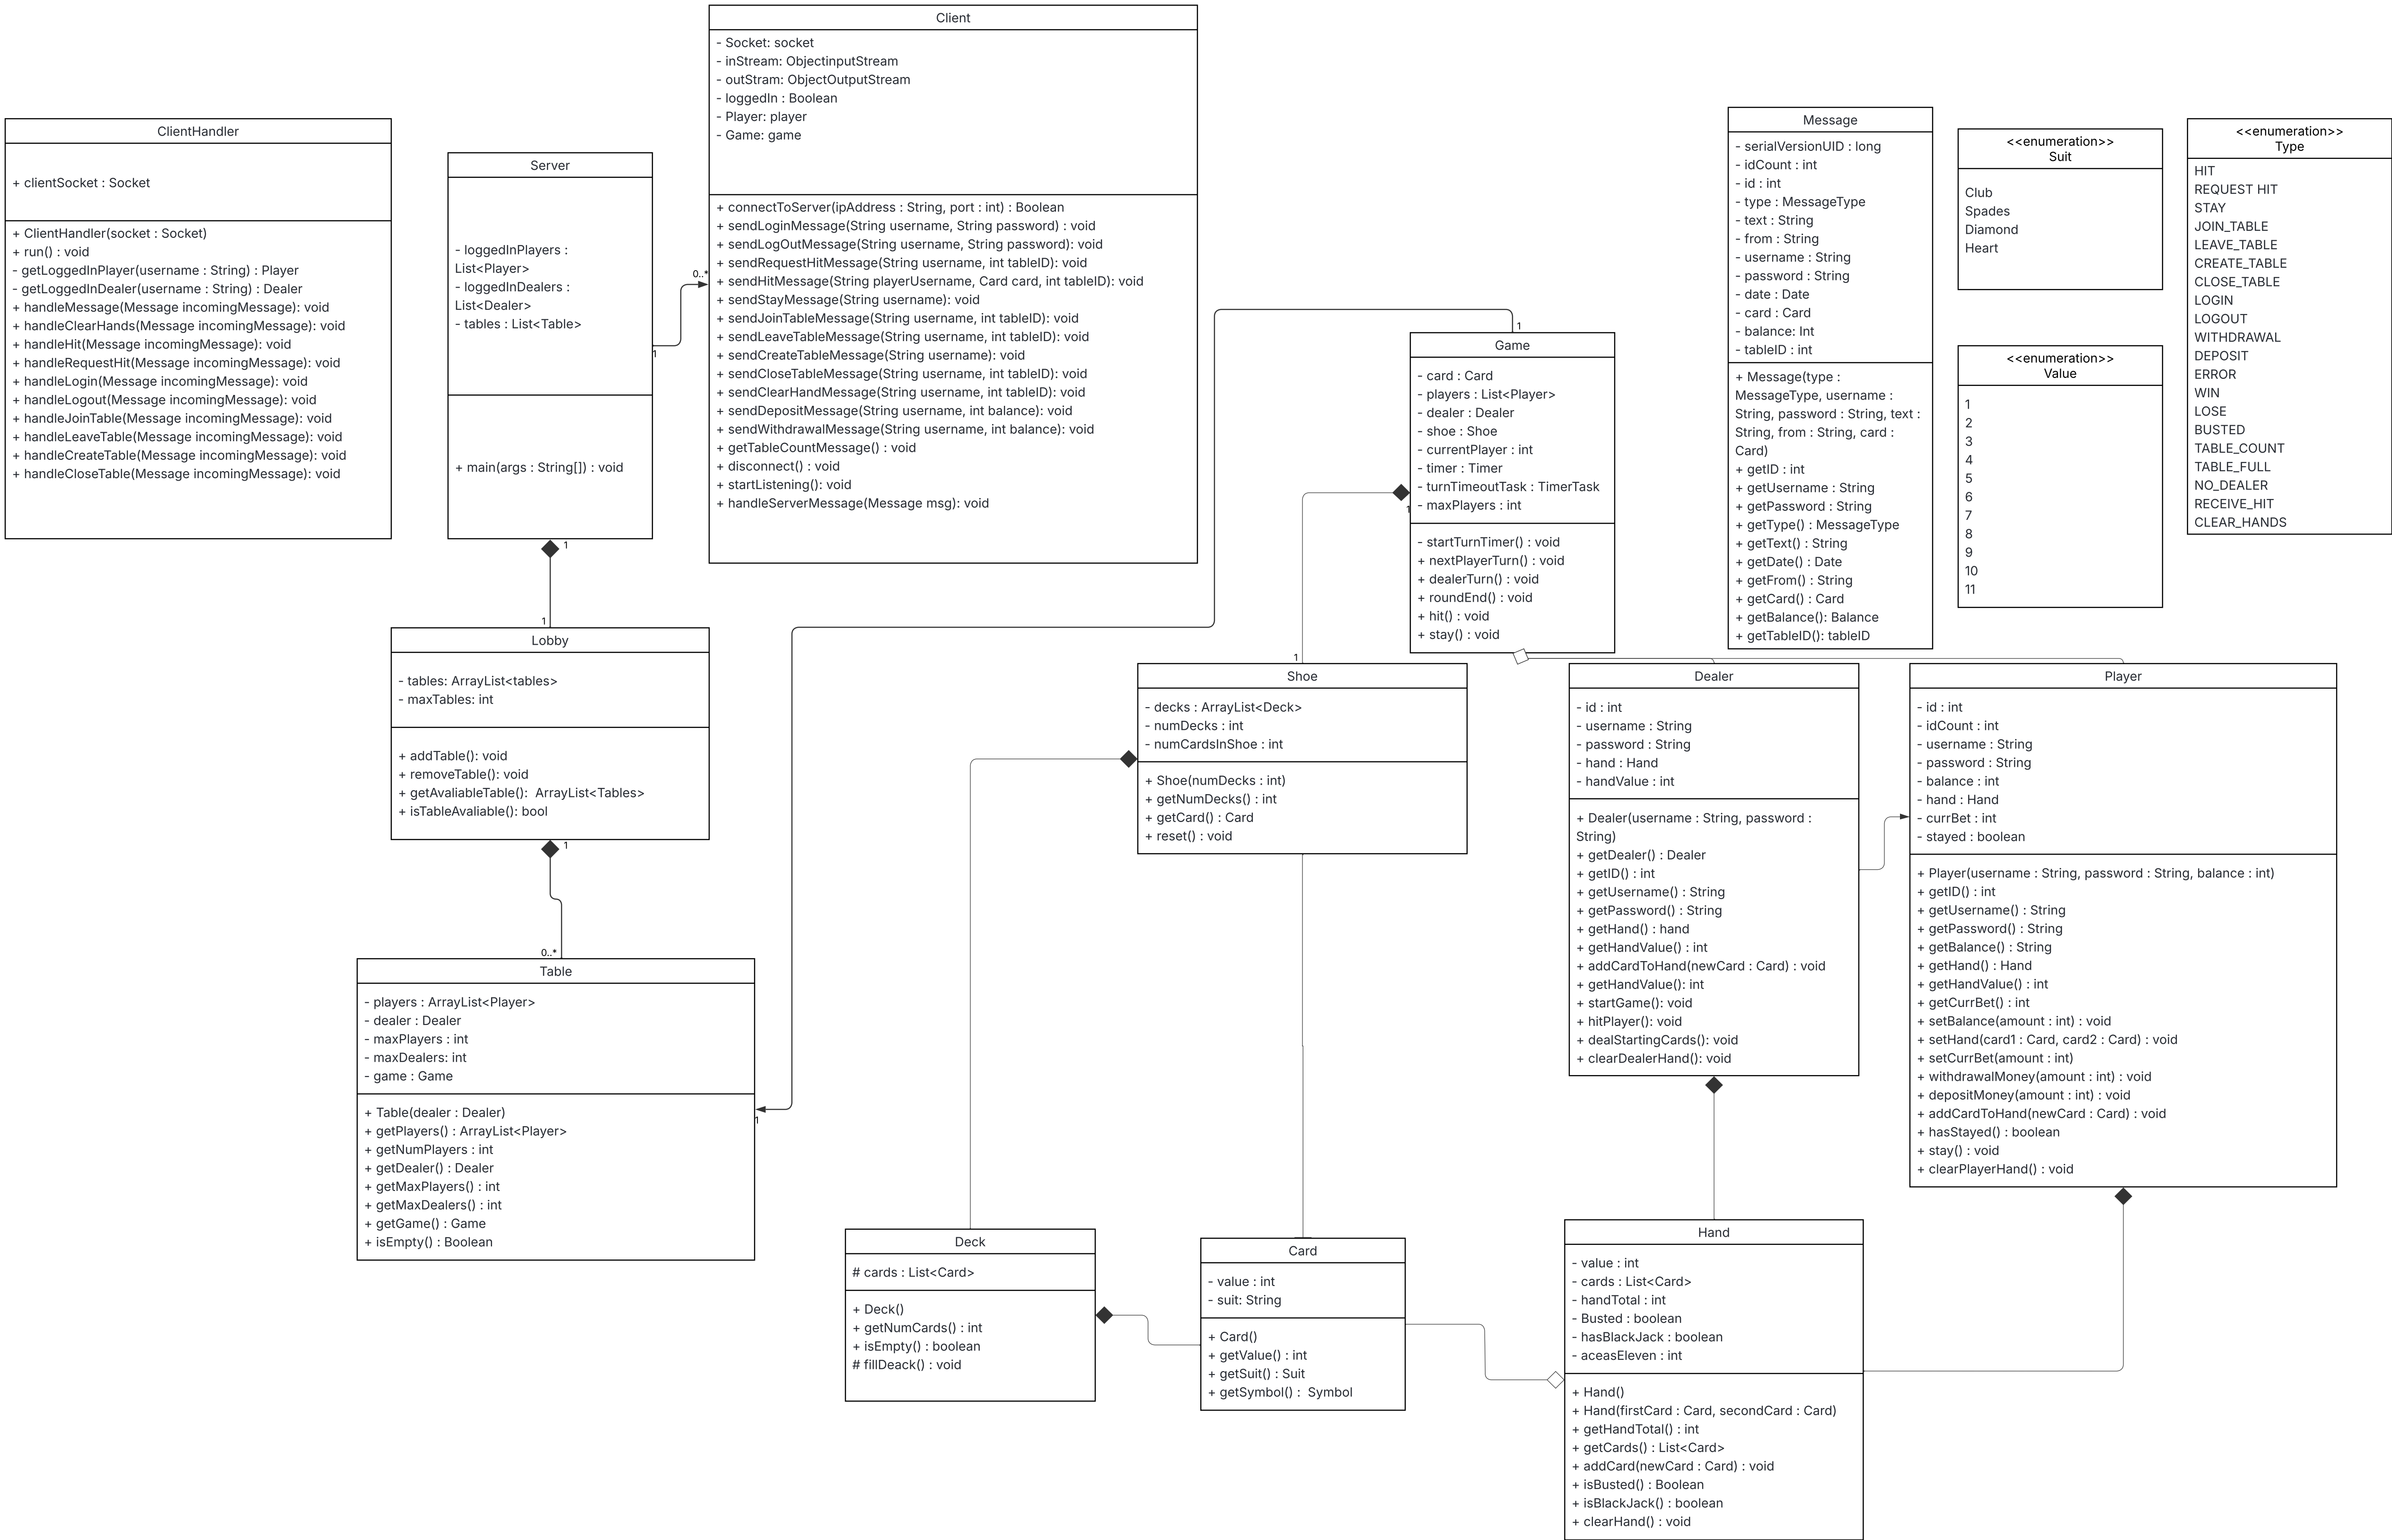 Client
- Socket: socket
- inStream: ObjectinputStream
- outStram: ObjectOutputStream
- loggedIn : Boolean
- Player: player
- Game: game
+ connectToServer(ipAddress : String, port : int) : Boolean
+ sendLoginMessage(String username, String password) : void
+ sendLogOutMessage(String username, String password): void
+ sendRequestHitMessage(String username, int tableID): void
+ sendHitMessage(String playerUsername, Card card, int tableID): void
+ sendStayMessage(String username): void
+ sendJoinTableMessage(String username, int tableID): void
+ sendLeaveTableMessage(String username, int tableID): void
+ sendCreateTableMessage(String username): void
+ sendCloseTableMessage(String username, int tableID): void
+ sendClearHandMessage(String username, int tableID): void
+ sendDepositMessage(String username, int balance): void
+ sendWithdrawalMessage(String username, int balance): void
+ getTableCountMessage() : void
+ disconnect() : void
+ startListening(): void
+ handleServerMessage(Message msg): void
ClientHandler
+ clientSocket : Socket
+ ClientHandler(socket : Socket)
+ run() : void
- getLoggedInPlayer(username : String) : Player
- getLoggedInDealer(username : String) : Dealer
+ handleMessage(Message incomingMessage): void
+ handleClearHands(Message incomingMessage): void
+ handleHit(Message incomingMessage): void
+ handleRequestHit(Message incomingMessage): void
+ handleLogin(Message incomingMessage): void
+ handleLogout(Message incomingMessage): void
+ handleJoinTable(Message incomingMessage): void
+ handleLeaveTable(Message incomingMessage): void
+ handleCreateTable(Message incomingMessage): void
+ handleCloseTable(Message incomingMessage): void
Server
- loggedInPlayers :
List<Player>
- loggedInDealers :
List<Dealer>
- tables : List<Table>
+ main(args : String[]) : void
0..*
1
1
1
Message
- serialVersionUID : long
- idCount : int
- id : int
- type : MessageType
- text : String
- from : String
- username : String
- password : String
- date : Date
- card : Card
- balance: Int
- tableID : int
+ Message(type :
MessageType, username :
String, password : String, text :
String, from : String, card :
Card)
+ getID : int
+ getUsername : String
+ getPassword : String
+ getType() : MessageType
+ getText() : String
+ getDate() : Date
+ getFrom() : String
+ getCard() : Card
+ getBalance(): Balance
+ getTableID(): tableID
<<enumeration>>
Suit
Club
Spades
Diamond
Heart
<<enumeration>>
Value
1
2
3
4
5
6
7
8
9
10
11
<<enumeration>>
Type
HIT
REQUEST HIT
STAY
JOIN_TABLE
LEAVE_TABLE
CREATE_TABLE
CLOSE_TABLE
LOGIN
LOGOUT
WITHDRAWAL
DEPOSIT
ERROR
WIN
LOSE
BUSTED
TABLE_COUNT
TABLE_FULL
NO_DEALER
RECEIVE_HIT
CLEAR_HANDS
1
Game
- card : Card
- players : List<Player>
- dealer : Dealer
- shoe : Shoe
- currentPlayer : int
- timer : Timer
- turnTimeoutTask : TimerTask
- maxPlayers : int
- startTurnTimer() : void
+ nextPlayerTurn() : void
+ dealerTurn() : void
+ roundEnd() : void
+ hit() : void
+ stay() : void
1
1
Lobby
- tables: ArrayList<tables>
- maxTables: int
+ addTable(): void
+ removeTable(): void
+ getAvaliableTable():  ArrayList<Tables>
+ isTableAvaliable(): bool
1
0..*
Shoe
- decks : ArrayList<Deck>
- numDecks : int
- numCardsInShoe : int
+ Shoe(numDecks : int)
+ getNumDecks() : int
+ getCard() : Card
+ reset() : void
Dealer
- id : int
- username : String
- password : String
- hand : Hand
- handValue : int
+ Dealer(username : String, password :
String)
+ getDealer() : Dealer
+ getID() : int
+ getUsername() : String
+ getPassword() : String
+ getHand() : hand
+ getHandValue() : int
+ addCardToHand(newCard : Card) : void
+ getHandValue(): int
+ startGame(): void
+ hitPlayer(): void
+ dealStartingCards(): void
+ clearDealerHand(): void
Player
- id : int
- idCount : int
- username : String
- password : String
- balance : int
- hand : Hand
- currBet : int
- stayed : boolean
+ Player(username : String, password : String, balance : int)
+ getID() : int
+ getUsername() : String
+ getPassword() : String
+ getBalance() : String
+ getHand() : Hand
+ getHandValue() : int
+ getCurrBet() : int
+ setBalance(amount : int) : void
+ setHand(card1 : Card, card2 : Card) : void
+ setCurrBet(amount : int)
+ withdrawalMoney(amount : int) : void
+ depositMoney(amount : int) : void
+ addCardToHand(newCard : Card) : void
+ hasStayed() : boolean
+ stay() : void
+ clearPlayerHand() : void
Table
- players : ArrayList<Player>
- dealer : Dealer
- maxPlayers : int
- maxDealers: int
- game : Game
+ Table(dealer : Dealer)
+ getPlayers() : ArrayList<Player>
+ getNumPlayers : int
+ getDealer() : Dealer
+ getMaxPlayers() : int
+ getMaxDealers() : int
+ getGame() : Game
+ isEmpty() : Boolean
1
Deck
# cards : List<Card>
+ Deck()
+ getNumCards() : int
+ isEmpty() : boolean
# fillDeack() : void
Card
- value : int
- suit: String
+ Card()
+ getValue() : int
+ getSuit() : Suit
+ getSymbol() :  Symbol
Hand
- value : int
- cards : List<Card>
- handTotal : int
- Busted : boolean
- hasBlackJack : boolean
- aceasEleven : int
+ Hand()
+ Hand(firstCard : Card, secondCard : Card)
+ getHandTotal() : int
+ getCards() : List<Card>
+ addCard(newCard : Card) : void
+ isBusted() : Boolean
+ isBlackJack() : boolean
+ clearHand() : void